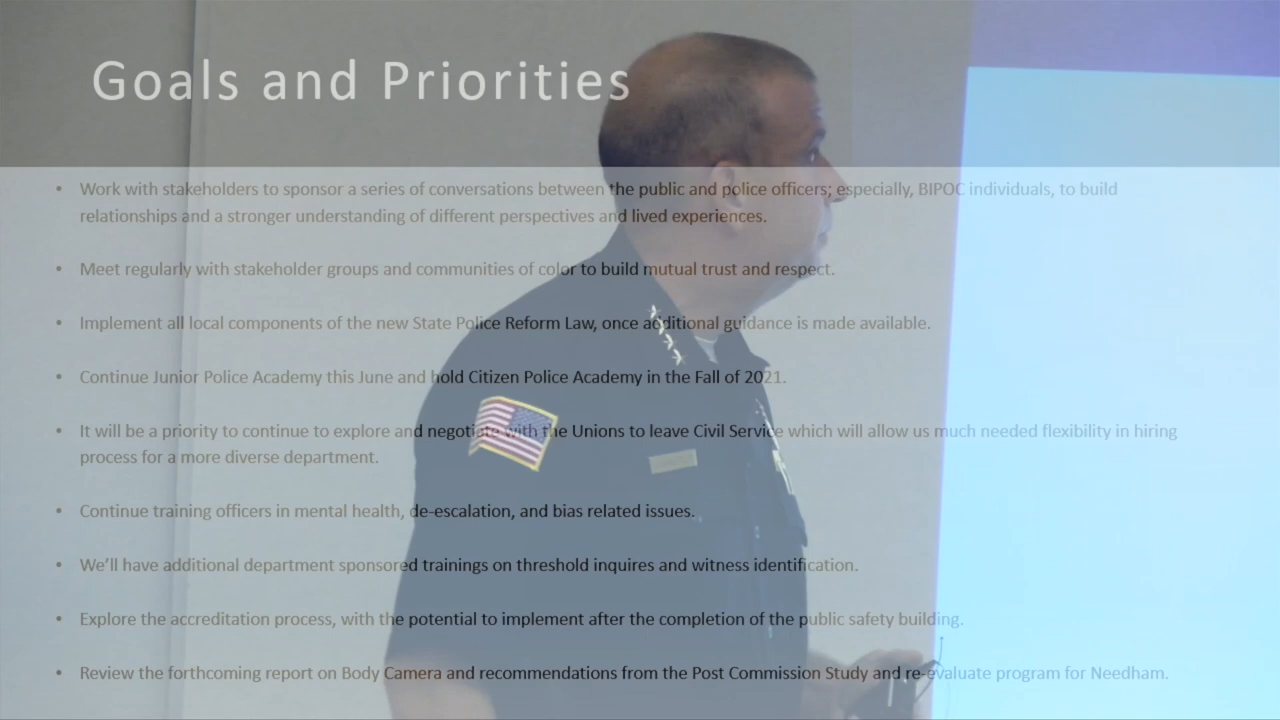 Goals and Priorities
• Work with stakeholders to sponsor a series of conversations between the public and police officers; especially, BIPOC individuals, to build
relationships and a stronger understanding of different perspectives and lived experiences.
• Meet regularly with stakeholder groups and communities of color to build mutual trust and respect.
• Implement all local components of the new State Police Reform Law, once additional guidance is made available.
• Continue Junior Police Academy this June and hold Citizen Police Academy in the Fall of 2021.
• It will be a priority to continue to explore and negotiate with the Unions to leave Civil Service which will allow us much needed flexibility in hiring
process for a more diverse department.
• Continue training officers in mental health, de-escalation, and bias related issues.
• We'll have additional department sponsored trainings on threshold inquires and witness identification.
• Explore the accreditation process, with the potential to implement after the completion of the public safety building.
• Review the forthcoming report on Body Camera and recommendations from the Post Commission Study and re-evaluate program for Needham.